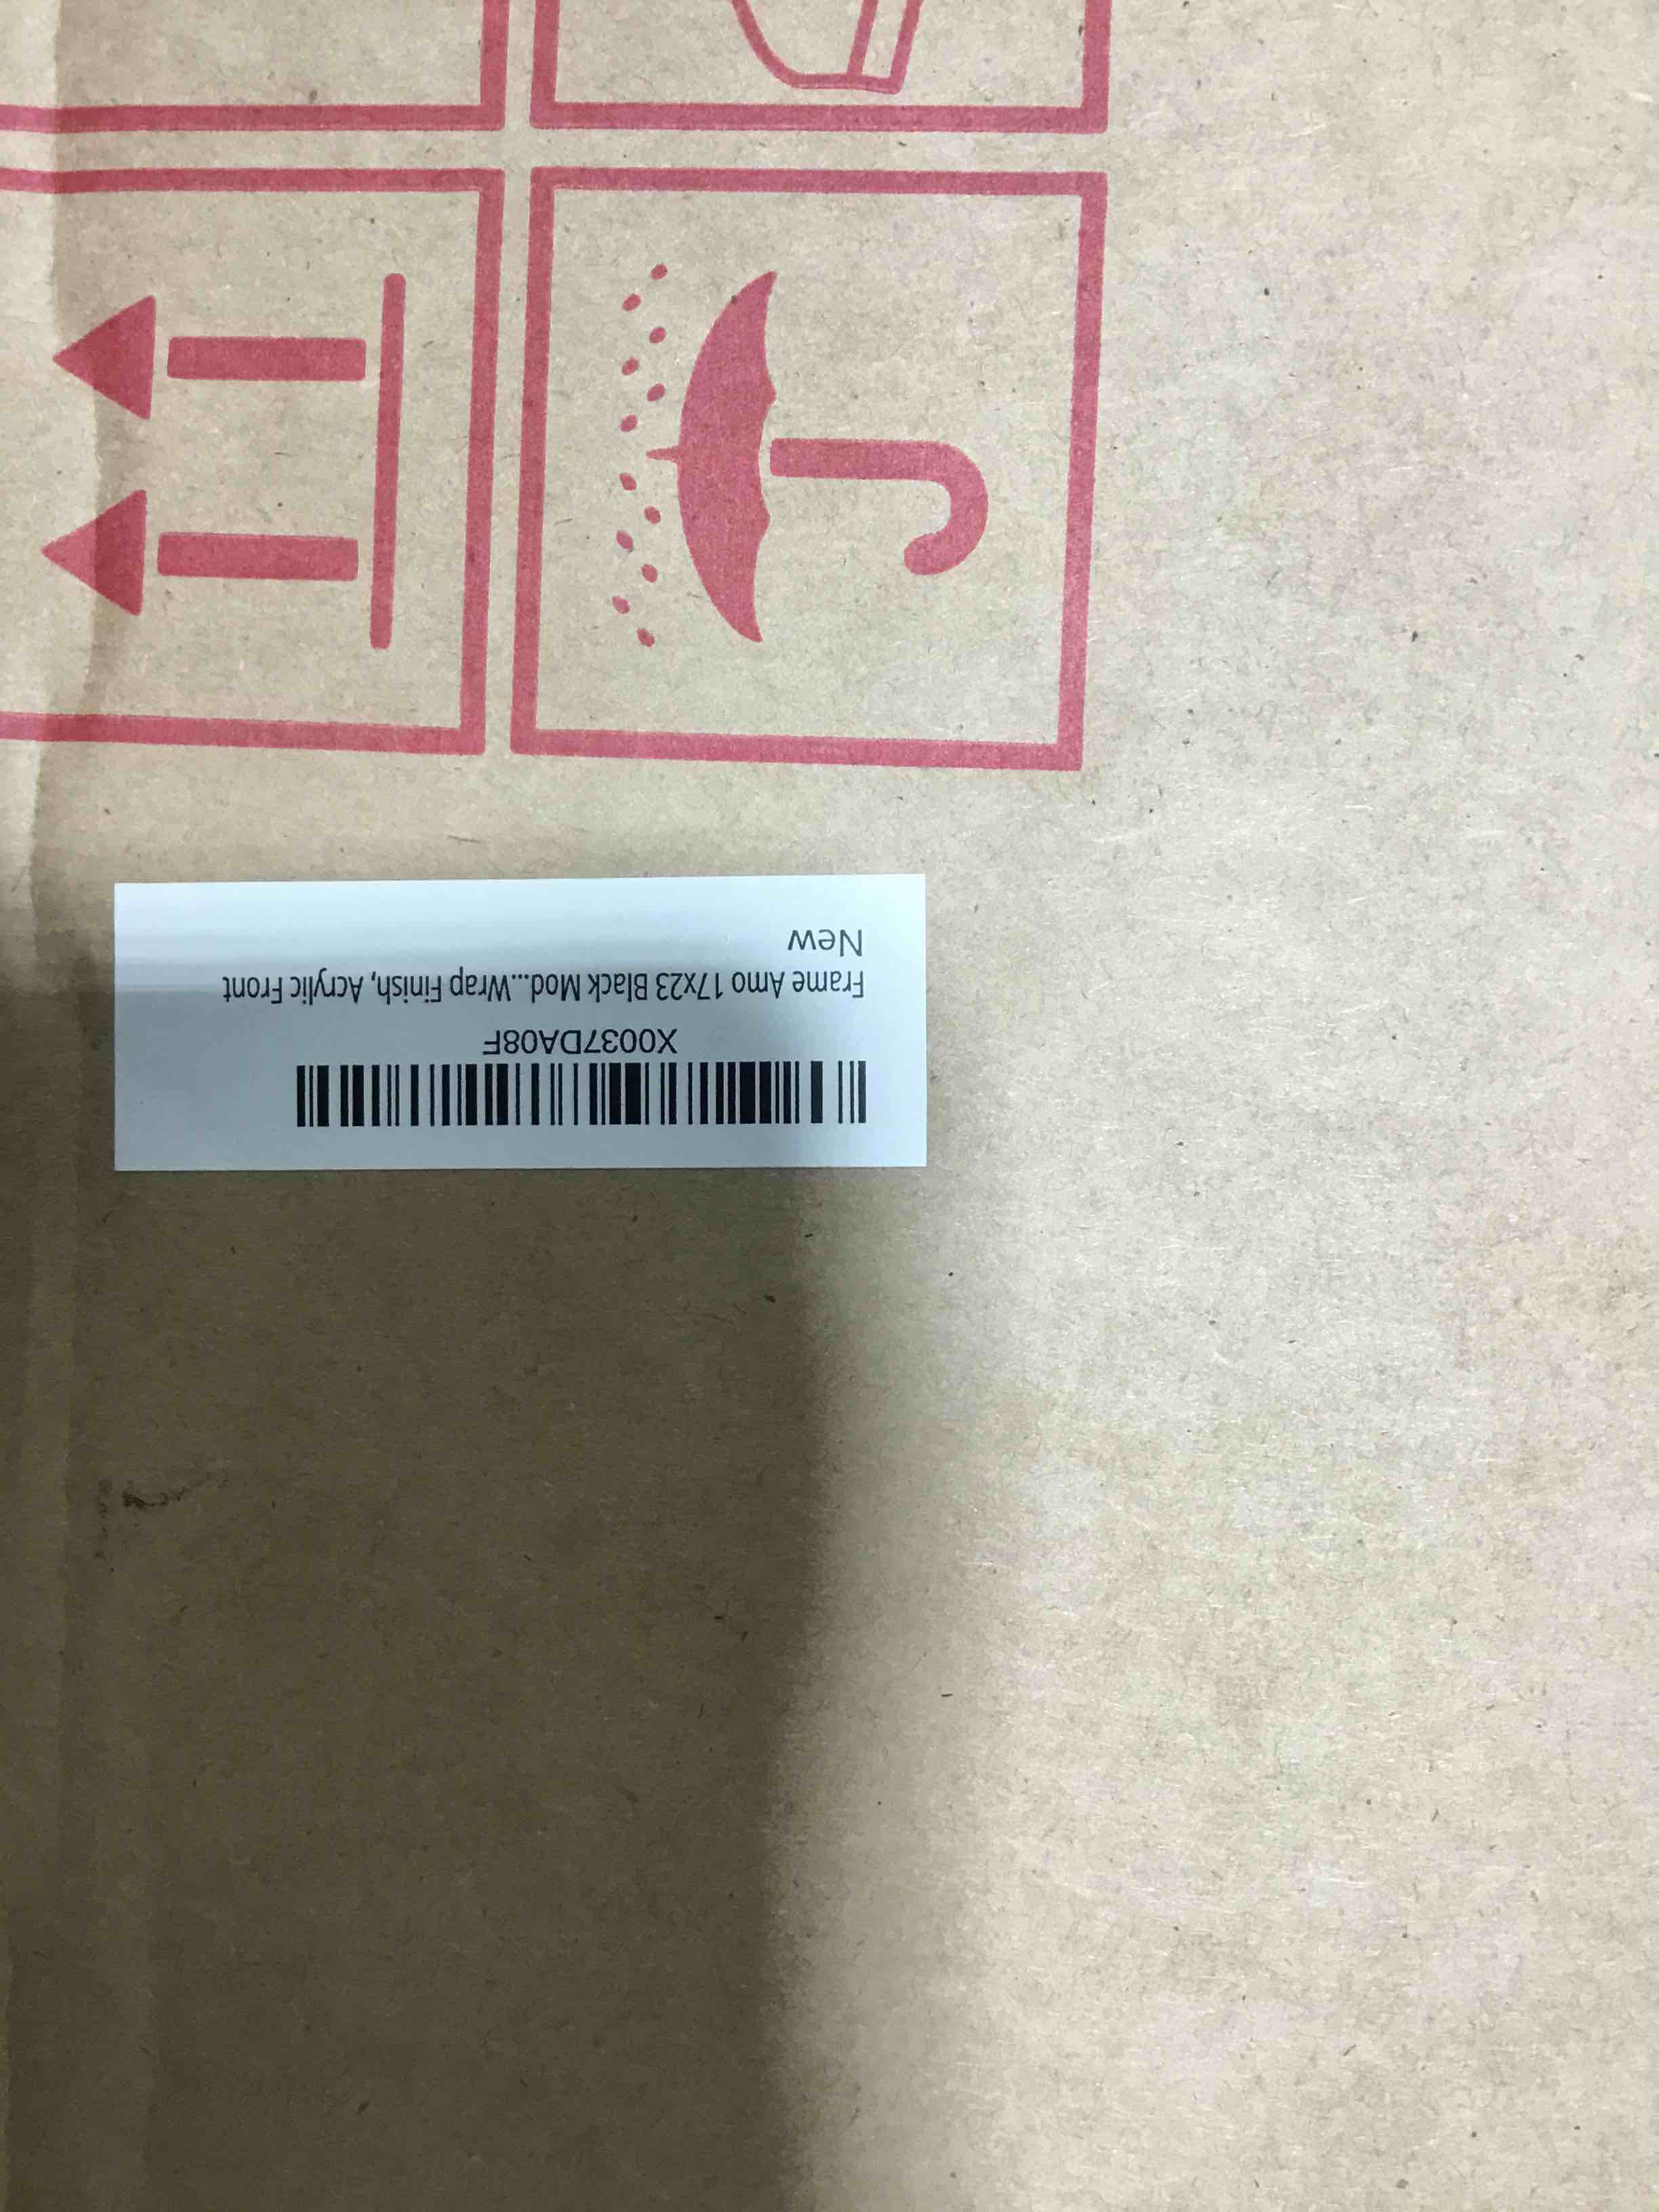 X0037DA08F
Frame Amo 17x23 Black Mod...Wrap Finish, Acrylic Front
New